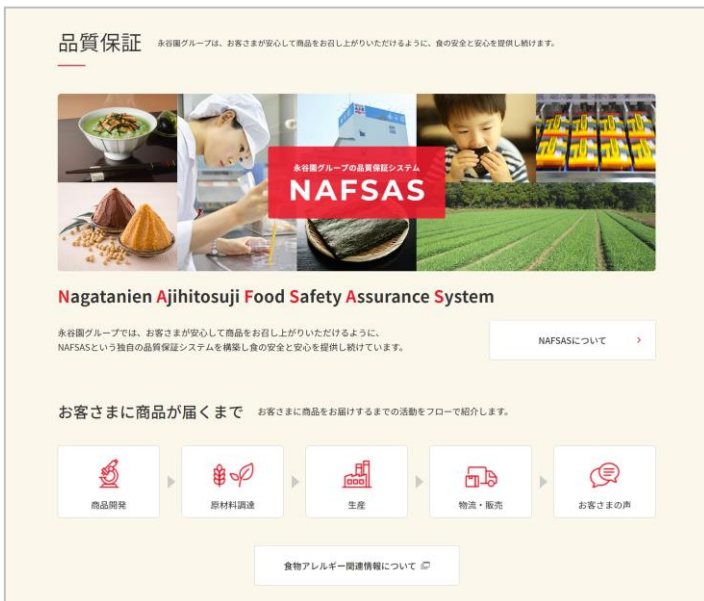 品質保証
永谷園グループは、お客さまが安心して商品をお召し上がりいただけるように、食の安全と安心を提供し続けます。
永谷園グループの品質保証システム
NAFSAS
Nagatanien Ajihitosuji Food Safety Assurance System
永谷園グループでは、お客さまが安心して商品をお召し上がりいただけるように、
NAFSASという独自の品質保証システムを構築し食の安全と安心を提供し続けています。
NAFSASについて
お客さまに商品が届くまで
お客さまに商品をお届けするまでの活動をフローで紹介します。
商品開発
原材料調達
生産
物流・販売
お客さまの声
食物アレルギー関連情報について